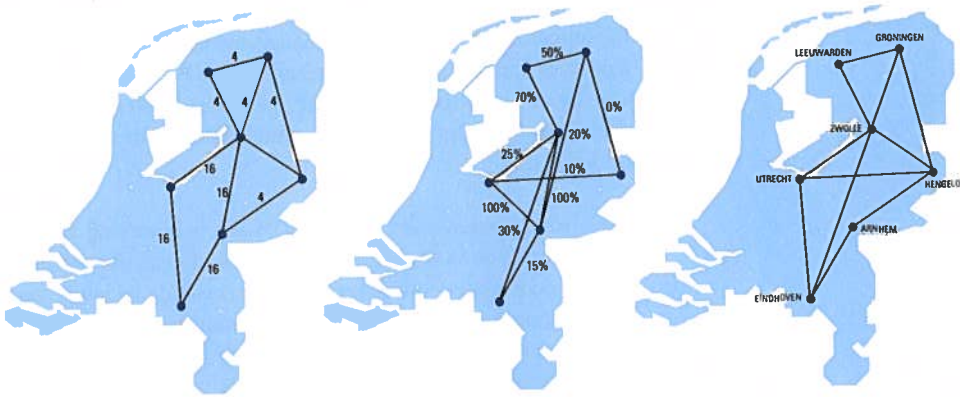 4
4
4
4
16
16
4
16
16
50%
70%
0%
20%
25%
10%
100%
100%
30%
15%
GRONINGEN
LEEUWARDEN
ZWOLLE
UTRECHT
HENGELO
ARNHEM
EINDHOVEN